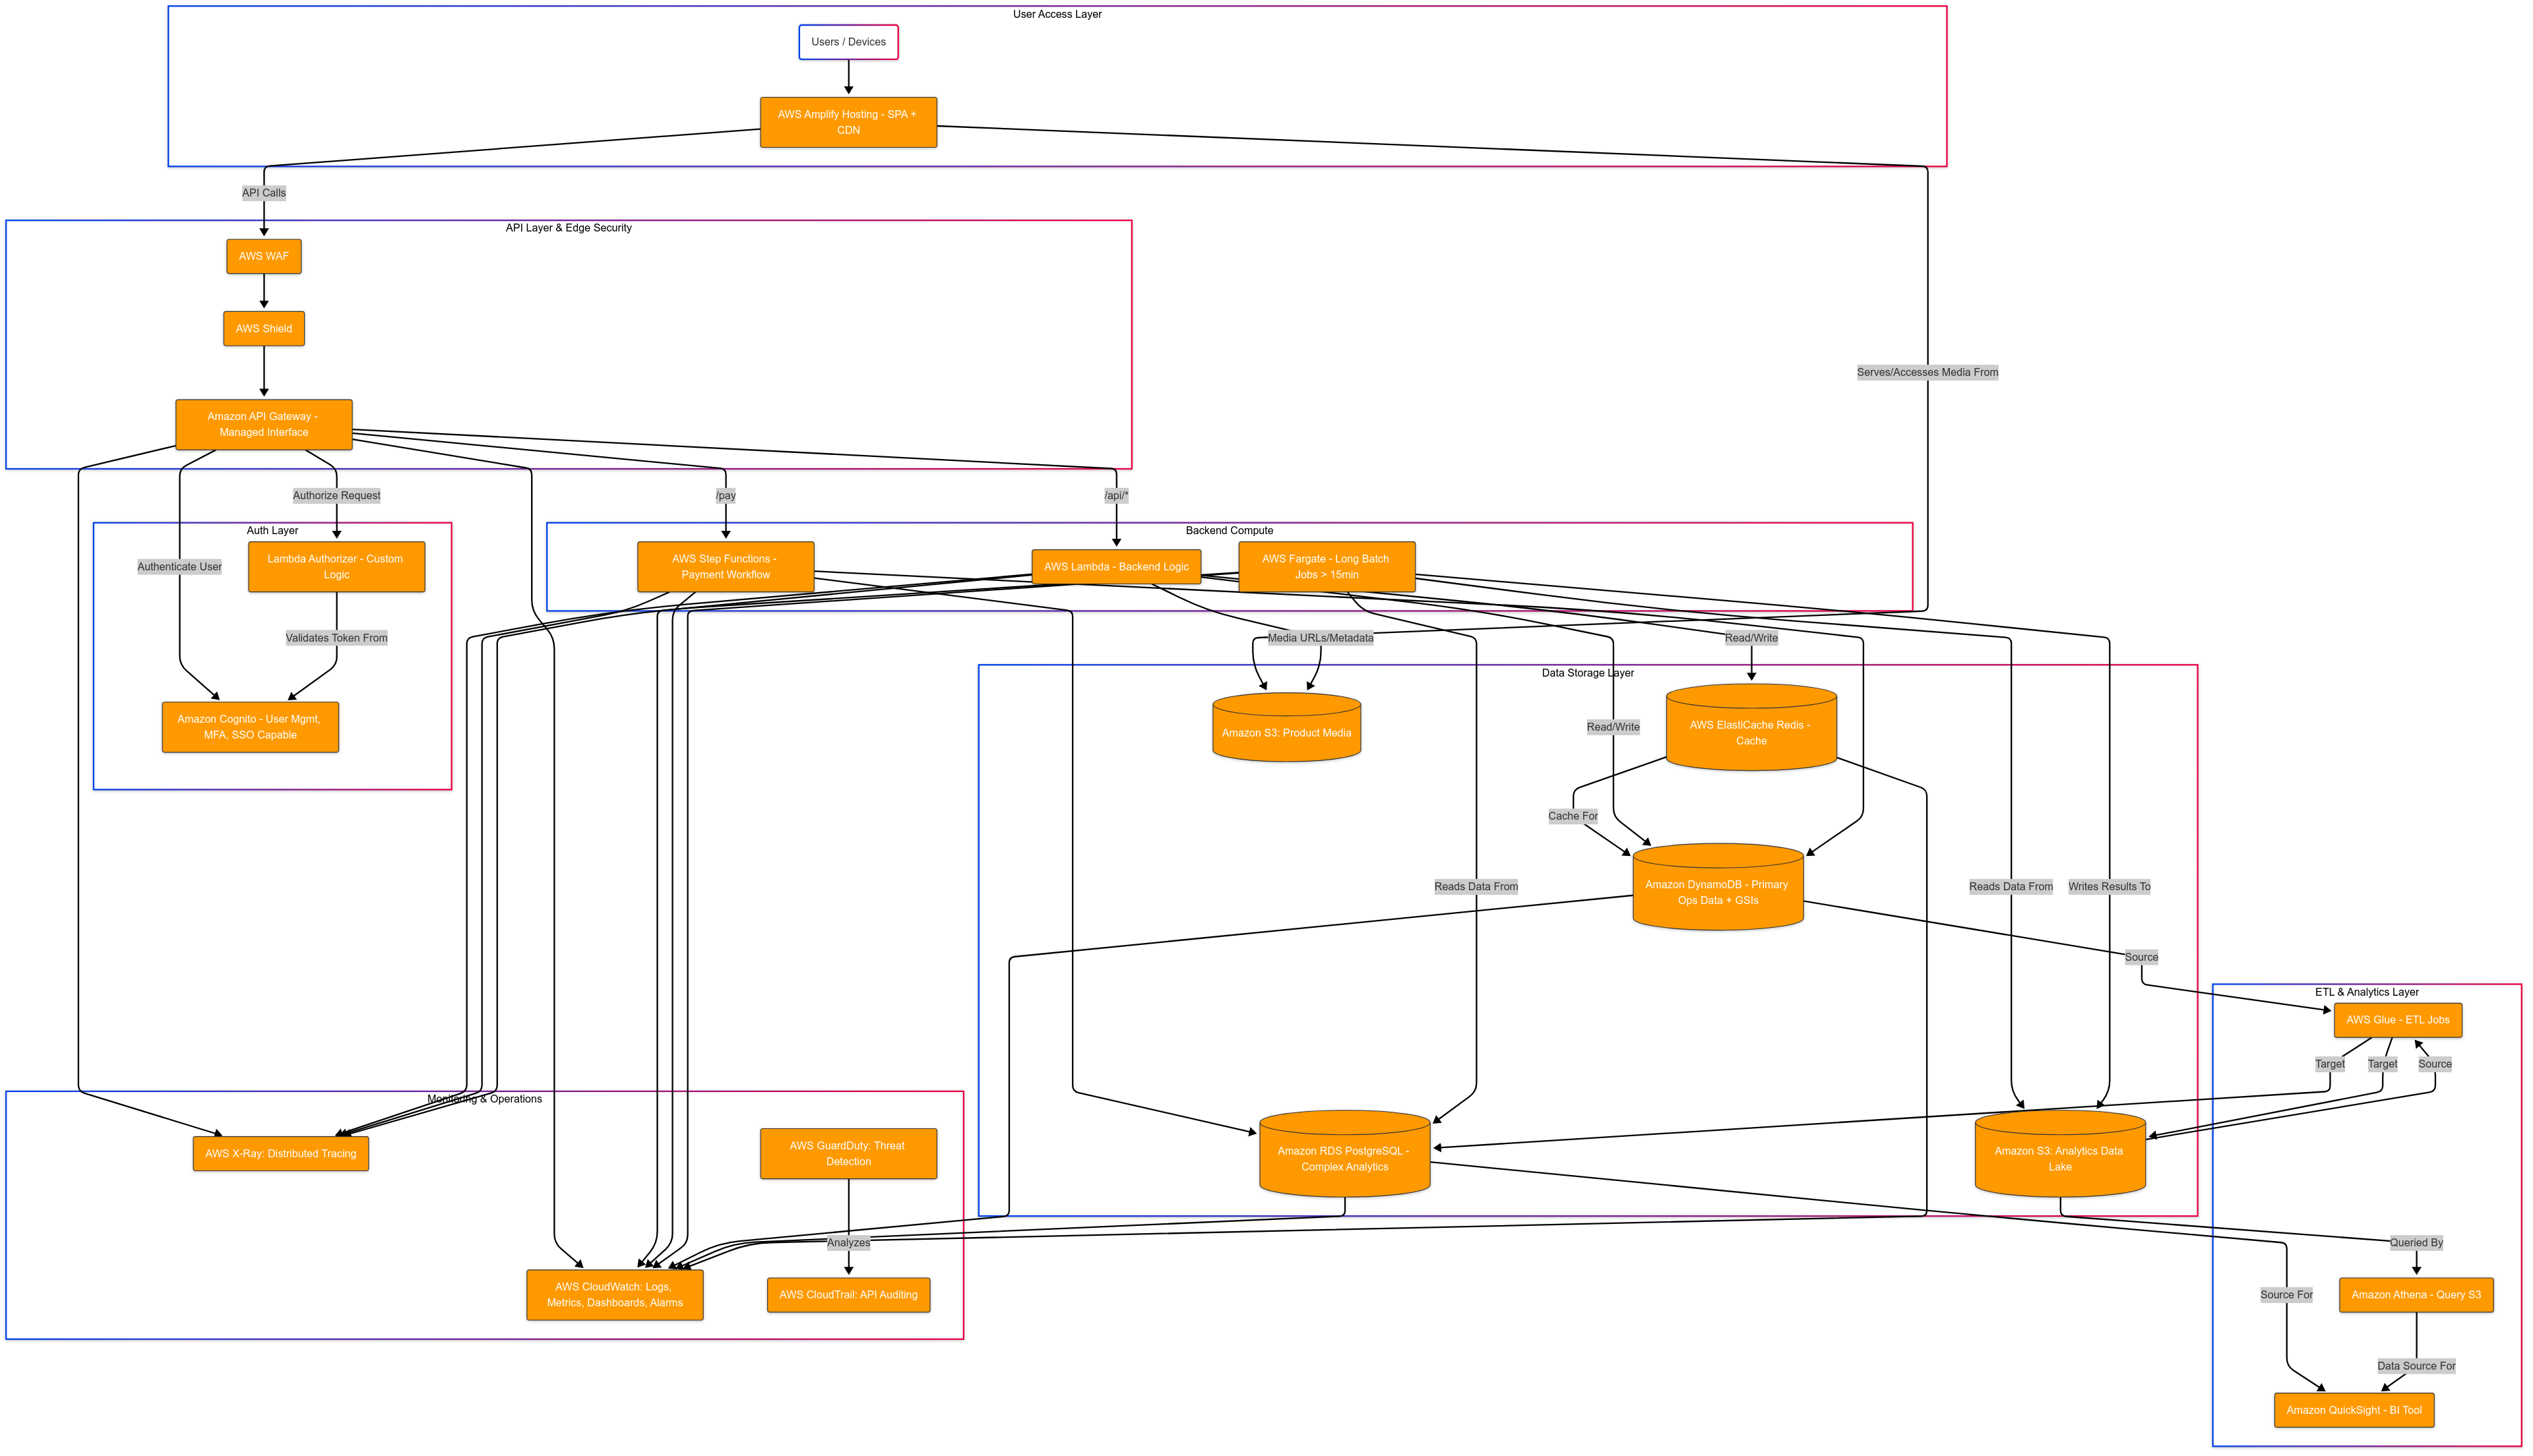 User Access Layer
Users / Devices
AWS Amplify Hosting - SPA +
CDN
API Calls
API Layer & Edge Security
AWS WAF
AWS Shield
Serves/Accesses Media From
Amazon API Gateway -
Managed Interface
Authorize Request
/pay
/api/*
Auth Layer
Backend Compute
Authenticate User
Lambda Authorizer - Custom
Logic
AWS Step Functions -
Payment Workflow
AWS Lambda - Backend Logic
AWS Fargate - Long Batch
Jobs > 15min
Validates Token From
Media URLs/Metadata
Read/Write
Data Storage Layer
Amazon Cognito - User Mgmt,
MFA, SSO Capable
Amazon S3: Product Media
Read/Write
AWS ElastiCache Redis -
Cache
Cache For
Reads Data From
Amazon DynamoDB - Primary
Ops Data + GSIs
Reads Data From
Writes Results To
Source
ETL & Analytics Layer
AWS Glue - ETL Jobs
Target
Target
Source
Monitoring & Operations
AWS X-Ray: Distributed Tracing
AWS GuardDuty: Threat
Detection
Amazon RDS PostgreSQL -
Complex Analytics
Amazon S3: Analytics Data
Lake
Analyzes
Queried By
AWS CloudWatch: Logs,
Metrics, Dashboards, Alarms
AWS CloudTrail: API Auditing
Source For
Amazon Athena - Query S3
Data Source For
Amazon QuickSight - BI Tool